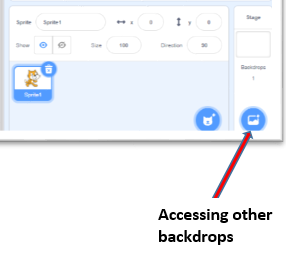 Sprite Sprite1 x 0 y 0 Stage
Show Size 100 Direction 90
Backdrops
1
Sprite1
Accessing other
backdrops